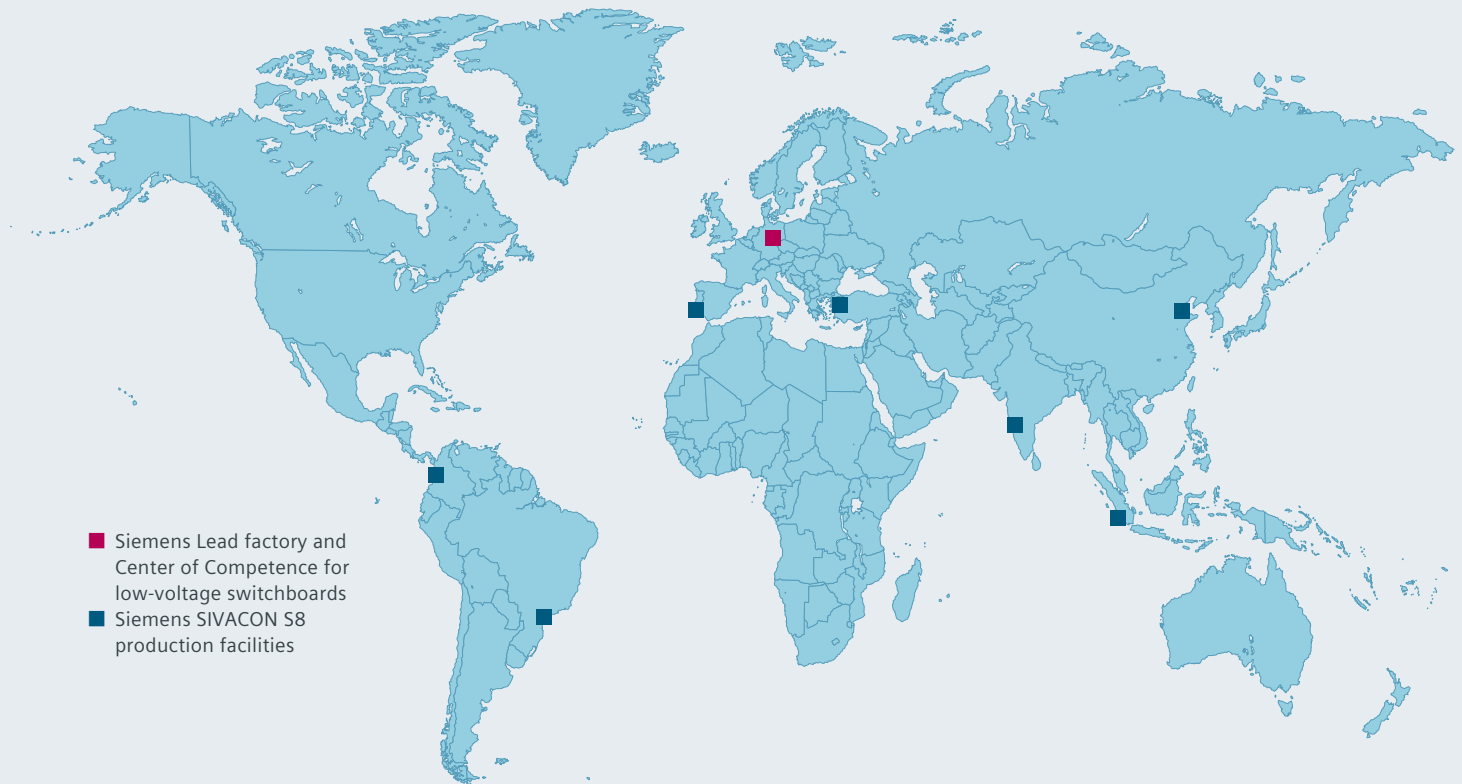 Siemens Lead factory and
Center of Competence for
low-voltage switchboards
Siemens SIVACON S8
production facilities